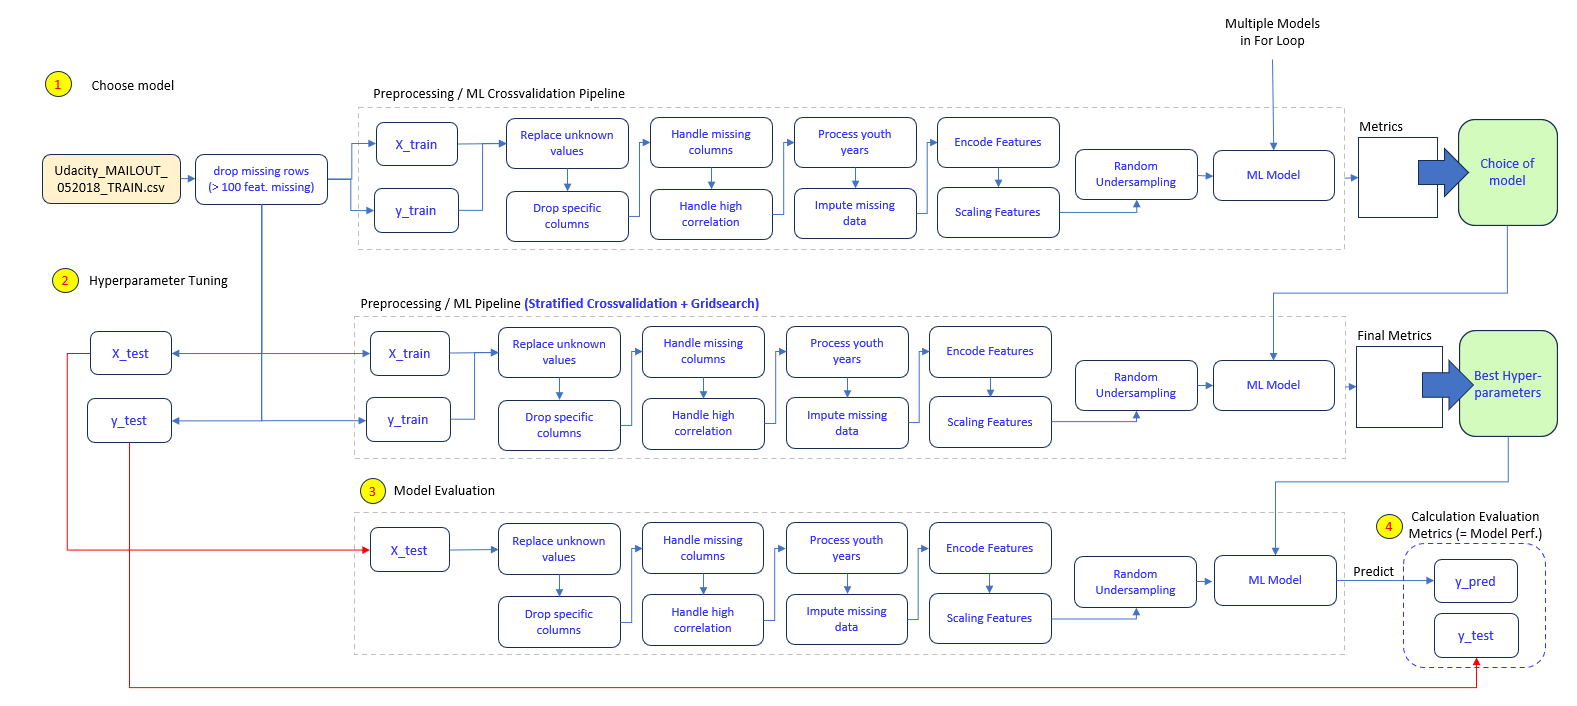 Multiple Models
in For Loop
1
Choose model
Preprocessing / ML Crossvalidation Pipeline
Udacity_MAILOUT_
052018_TRAIN.csv
drop missing rows
(> 100 feat. missing)
X_train
y_train
Replace unknown
values
Drop specific
columns
Handle missing
columns
Handle high
correlation
Process youth
years
Impute missing
data
Encode Features
Scaling Features
Random
Undersampling
ML Model
Metrics
Choice of
model
2
Hyperparameter Tuning
Preprocessing / ML Pipeline (Stratified Crossvalidation + Gridsearch)
X_test
y_test
X_train
y_train
Replace unknown
values
Drop specific
columns
Handle missing
columns
Handle high
correlation
Process youth
years
Impute missing
data
Encode Features
Scaling Features
Random
Undersampling
ML Model
Final Metrics
Best Hyper-
parameters
3
Model Evaluation
X_test
Replace unknown
values
Drop specific
columns
Handle missing
columns
Handle high
correlation
Process youth
years
Impute missing
data
Encode Features
Scaling Features
Random
Undersampling
ML Model
Predict
4
Calculation Evaluation
Metrics (= Model Perf.)
y_pred
y_test